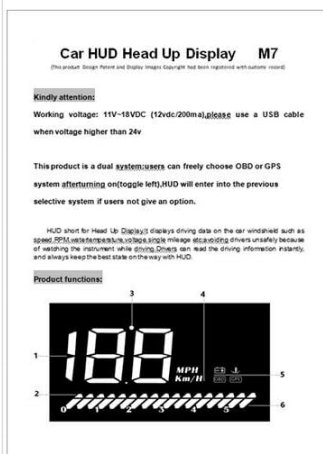 Car HUD Head Up Display M7
(This product Design Patent and Display images Copyright had been registered with customs record)
Kindly attention:
Working voltage: 11V~18VDC (12vdc/200ma),please use a USB cable
when voltage higher than 24v
This product is a dual system:users can freely choose OBD or GPS
system afterturning on(toggle left),HUD will enter into the previous
selective system if users not give an option.
HUD short for Head Up Display,it displays driving data on the car windshield such as
speed,RPM,watertemperature,voltage,single mileage etc,avoiding drivers unsafely because
of watching the instrument while driving.Drivers can read the driving information instantly,
and always keep the best state on the way with HUD.
Product functions:
3
4
1
188
MPH
Km/H
5
OBD GPS
2
6
0 1 2 3 4 5